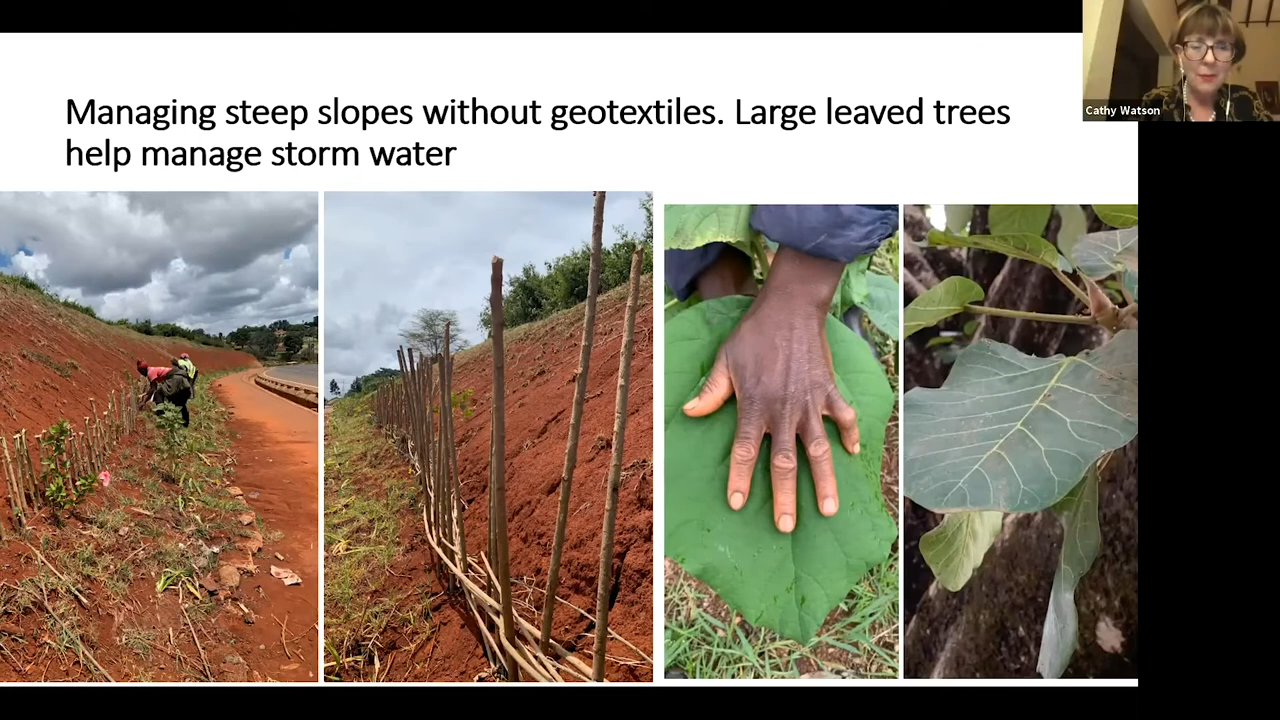 Managing steep slopes without geotextiles. Large leaved trees
help manage storm water
Cathy Watson